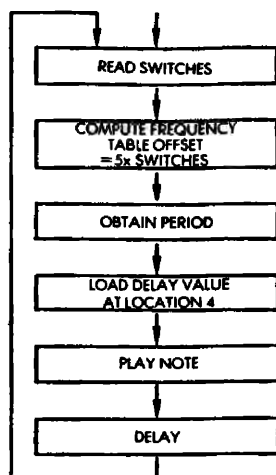 READ SWITCHES
COMPUTE FREQUENCY
TABLE OFFSET
= 5x SWITCHES
OBTAIN PERIOD
LOAD DELAY VALUE
AT LOCATION 4
PLAY NOTE
DELAY